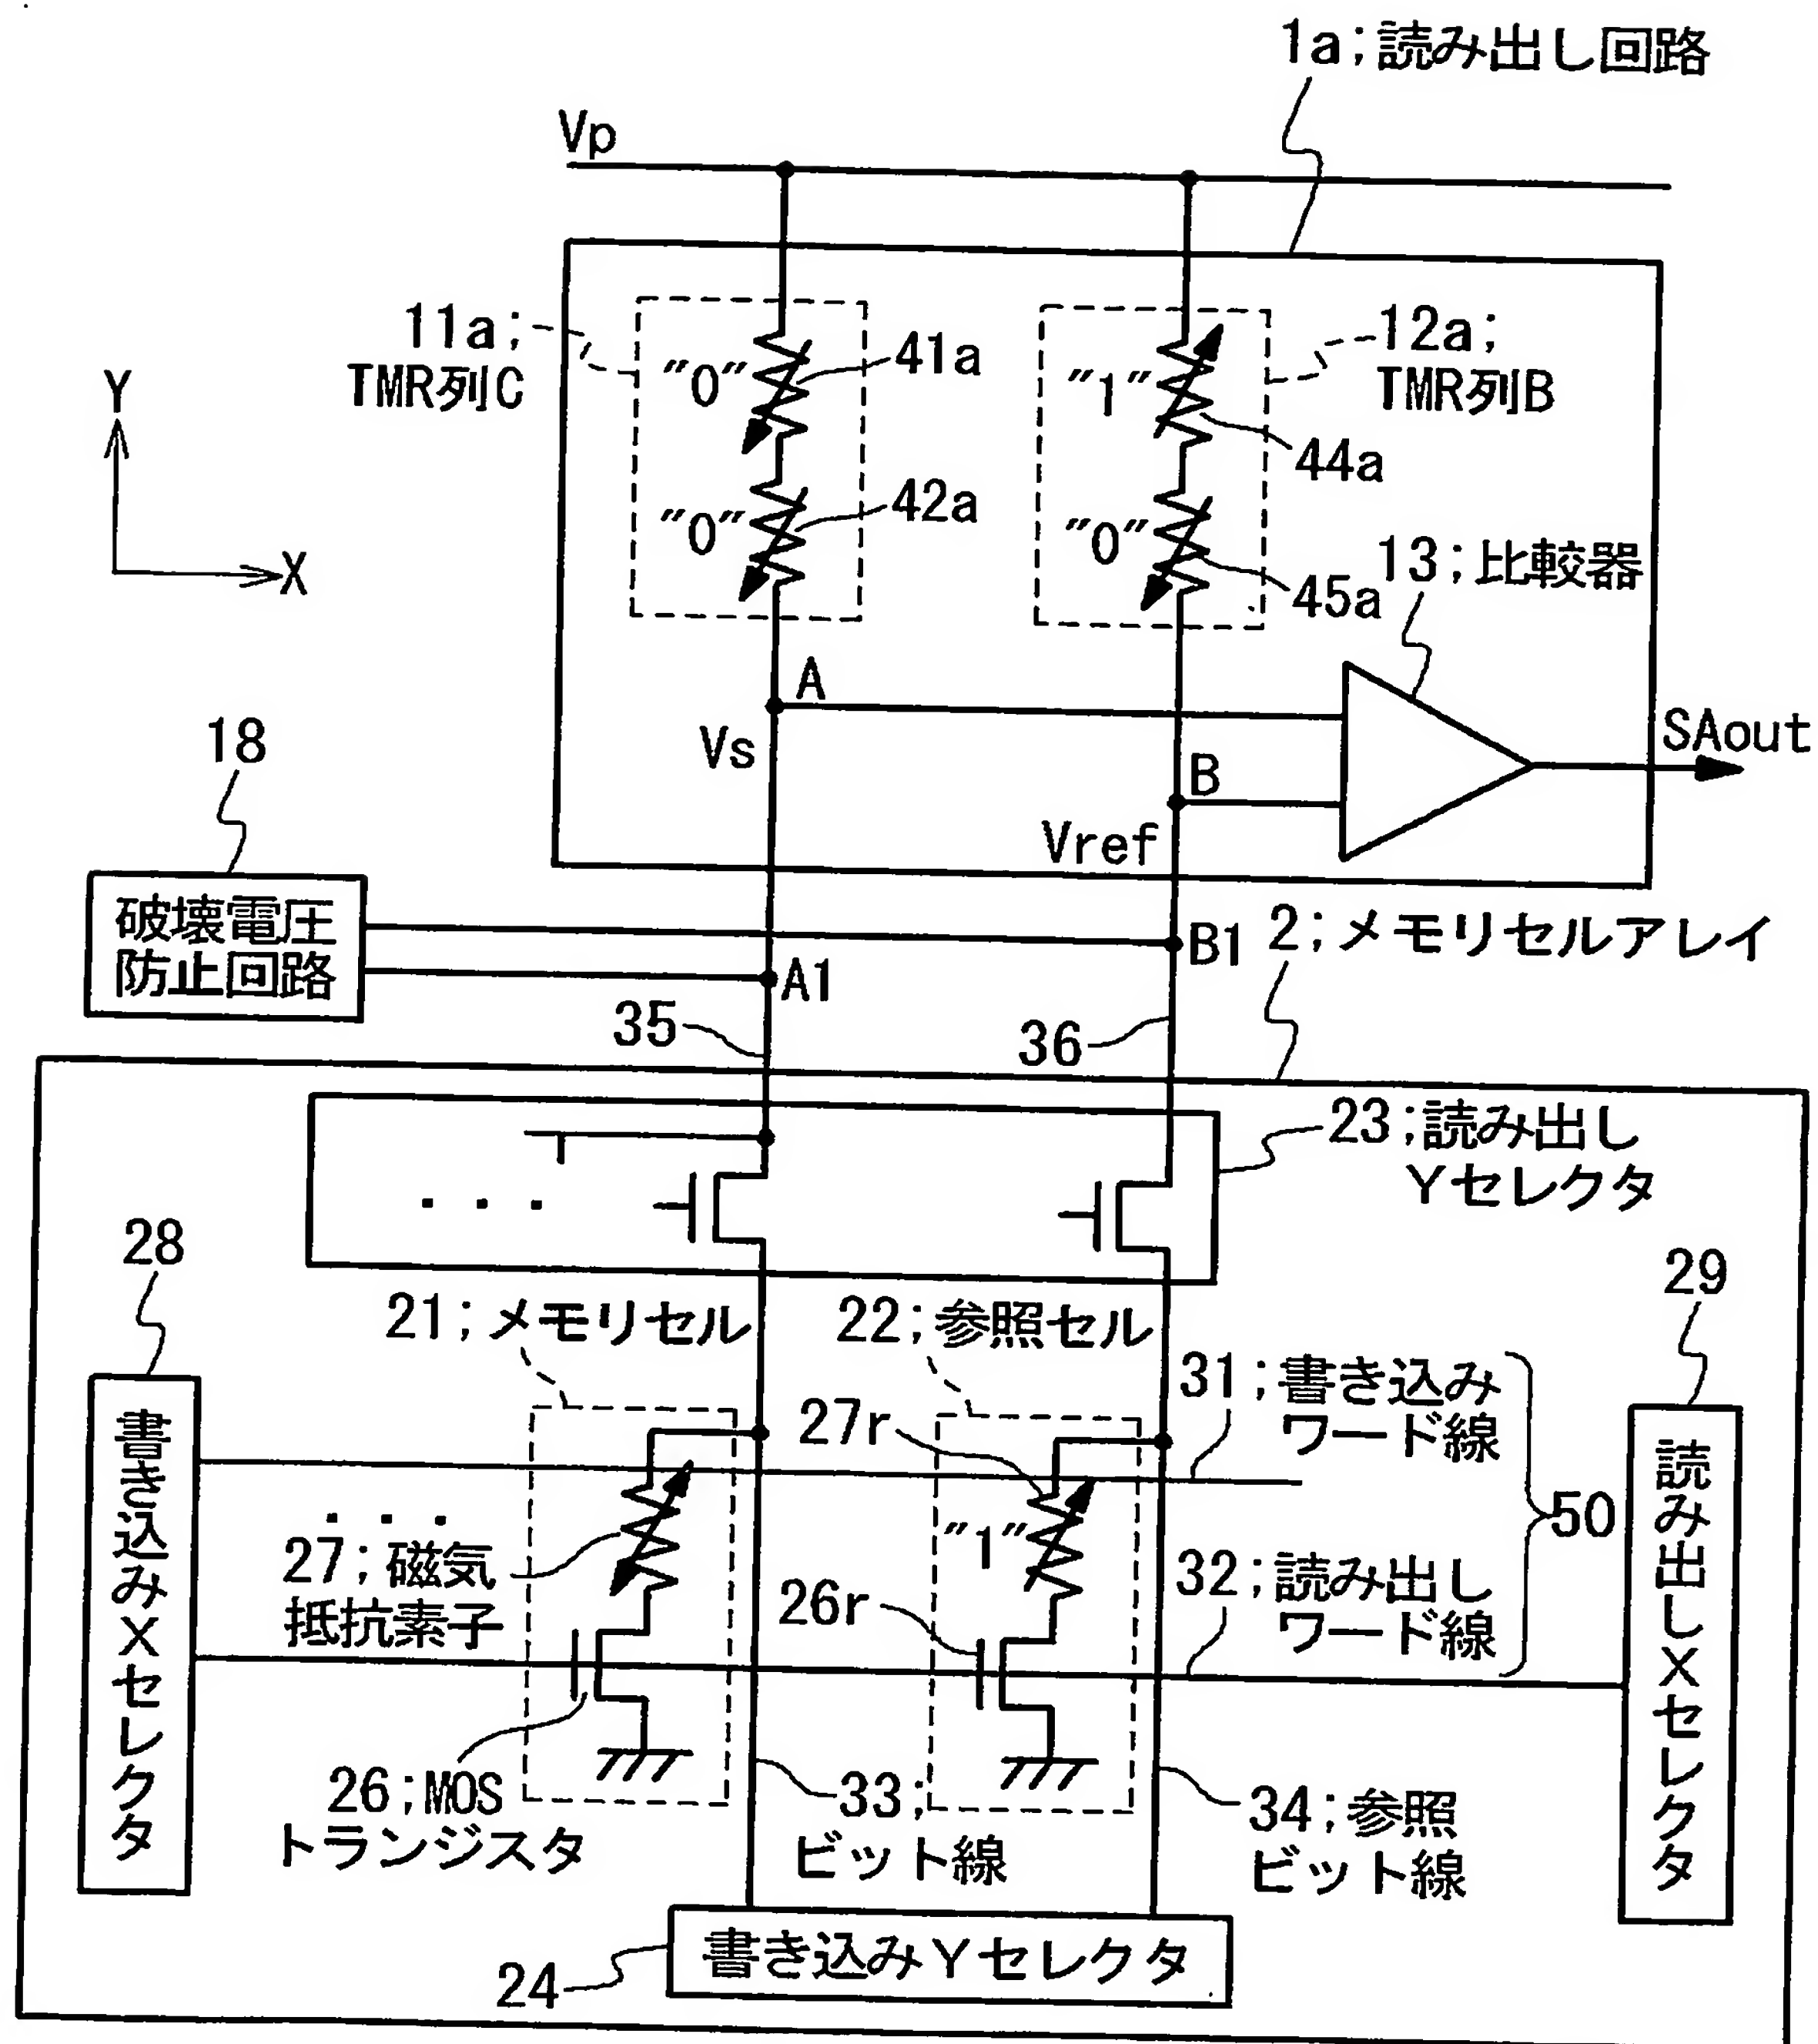 1a;読み出し回路
Vp
11a;
TMR列C
"0"
41a
"0"
42a
"1"
44a
"0"
45a
12a;
TMR列B
Y
X
13;比較器
A
Vs
B
Vref
SAout
18
破壊電圧
防止回路
B1
A1
2;メモリセルアレイ
35
36
23;読み出し
Yセレクタ
. . .
28
29
21;メモリセル
22;参照セル
書き込みXセレクタ
読み出しXセレクタ
27r
31;書き込み
ワード線
50
. . .
27;磁気
抵抗素子
"1"
26r
32;読み出し
ワード線
26;MOS
トランジスタ
33;
ビット線
34;参照
ビット線
24
書き込みYセレクタ